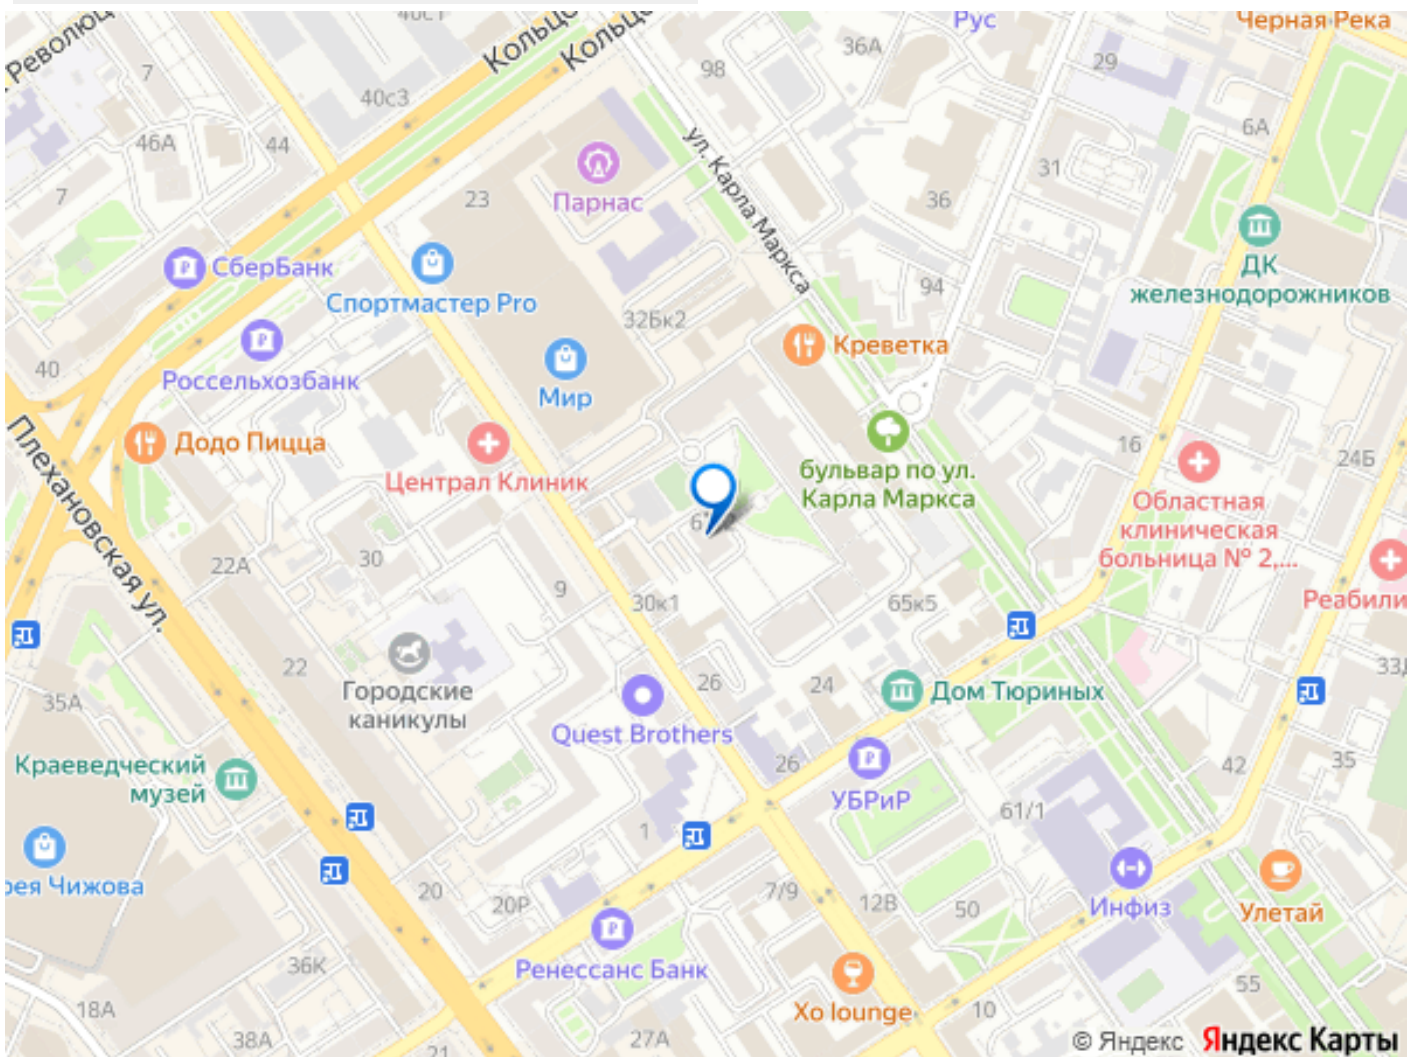 Кольц
Кольц
Рус
Черная Река
Революц
36А
98
29
7
40с3
6А
46А
44
ул. Карла Маркса
31
7
23
Парнас
36
СберБанк
ДК
железнодорожников
94
Спортмастер Pro
32Бк2
Россельхозбанк
Креветка
40
Мир
Плехановская ул.
Додо Пицца
16
24Б
Централ Клиник
бульвар по ул.
Карла Маркса
Областная
клиническая
больница № 2,...
22А
30
9
30к1
65к5
Реабили
22
26
24
Дом Тюриных
35А
Городские
каникулы
Quest Brothers
Краеведческий
музей
26
42
35
УБРиР
61/1
1
рея Чижова
20
20Р
7/9
12В
50
Инфиз
Улетай
Ренессанс Банк
36К
55
18А
Xo lounge
10
38А
21
27А
© Яндекс Яндекс Карты